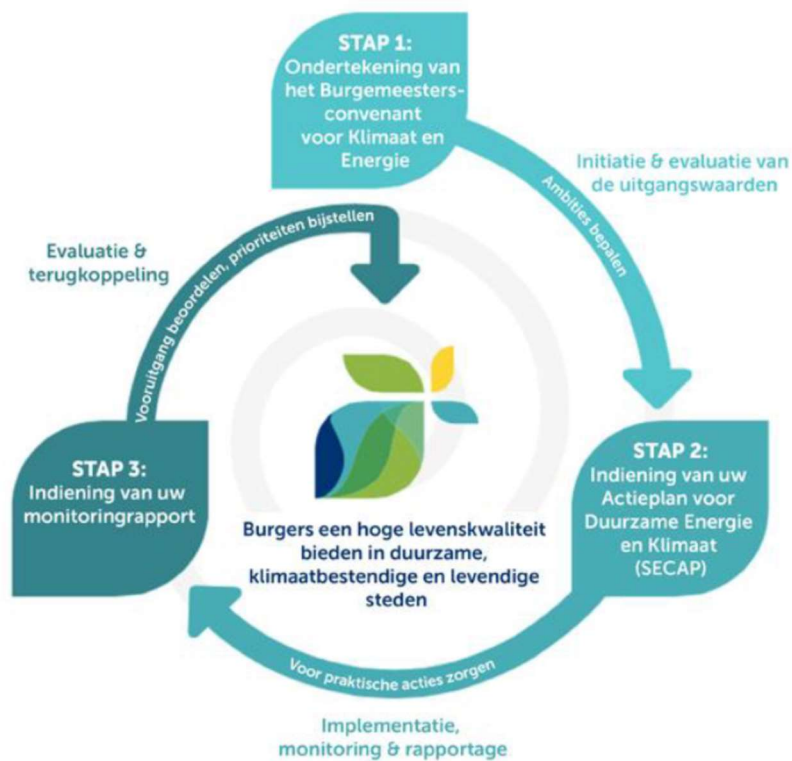 STAP 1:
Ondertekening van
het Burgemeesters-
convenant
voor Klimaat en
Energie
Ambities bepalen
Initiatie & evaluatie van
de uitgangswaarden
STAP 2:
Indiening van uw
Actieplan voor
Duurzame Energie
en Klimaat
(SECAP)
Voor praktische acties zorgen
Implementatie,
monitoring & rapportage
STAP 3:
Indiening van uw
monitoringrapport
Vooruitgang beoordelen, prioriteiten bijstellen
Evaluatie &
terugkoppeling
Burgers een hoge levenskwaliteit
bieden in duurzame,
klimaatbestendige en levendige
steden